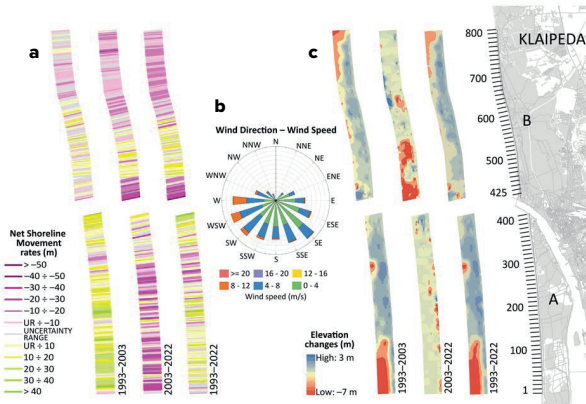 a
Net Shoreline
Movement
rates (m)
> −50
−40 ÷ −50
−30 ÷ −40
−20 ÷ −30
−10 ÷ −20
UR ÷ −10
UNCERTAINTY
RANGE
UR ÷ 10
10 ÷ 20
20 ÷ 30
30 ÷ 40
> 40
1993–2003
2003–2022
1993–2022
b
Wind Direction – Wind Speed
N
NNE
NE
ENE
E
ESE
SE
SSE
S
SSW
SW
WSW
W
WNW
NW
NNW
>= 20
16 - 20
12 - 16
8 - 12
4 - 8
0 - 4
Wind speed (m/s)
c
Elevation
changes (m)
High: 3 m
Low: −7 m
1993–2003
2003–2022
1993–2022
KLAIPEDA
800
700
600
500
425
B
400
300
200
100
1
A